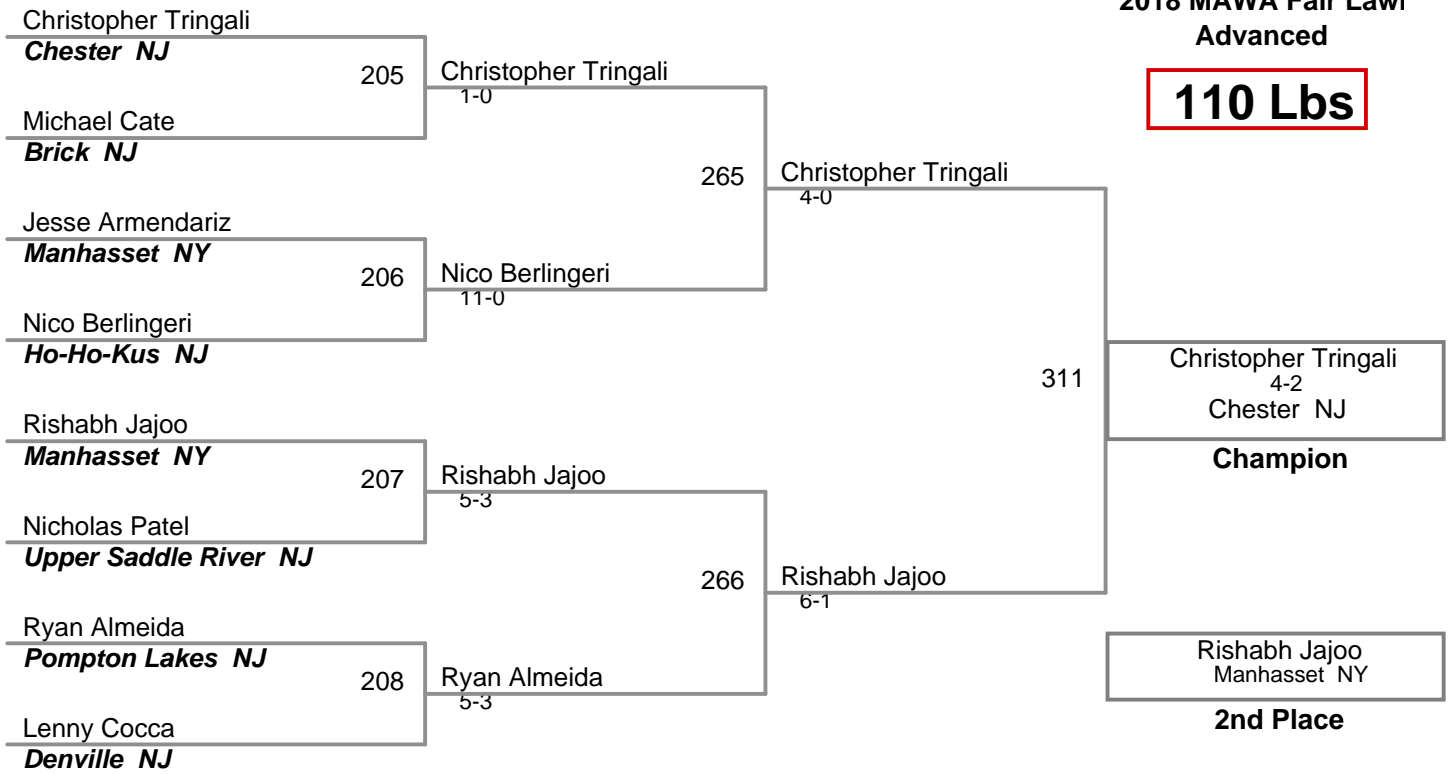 2018 MAWA Fair Law
Advanced
110 Lbs
Christopher Tringali
Chester NJ
205
Michael Cate
Brick NJ
Christopher Tringali
1-0
Jesse Armendariz
Manhasset NY
206
Nico Berlingeri
Ho-Ho-Kus NJ
Nico Berlingeri
11-0
265
Christopher Tringali
4-0
Rishabh Jajoo
Manhasset NY
207
Nicholas Patel
Upper Saddle River NJ
Rishabh Jajoo
5-3
Ryan Almeida
Pompton Lakes NJ
208
Lenny Cocca
Denville NJ
Ryan Almeida
5-3
266
Rishabh Jajoo
6-1
311
Christopher Tringali
4-2
Chester NJ
Champion
Rishabh Jajoo
Manhasset NY
2nd Place